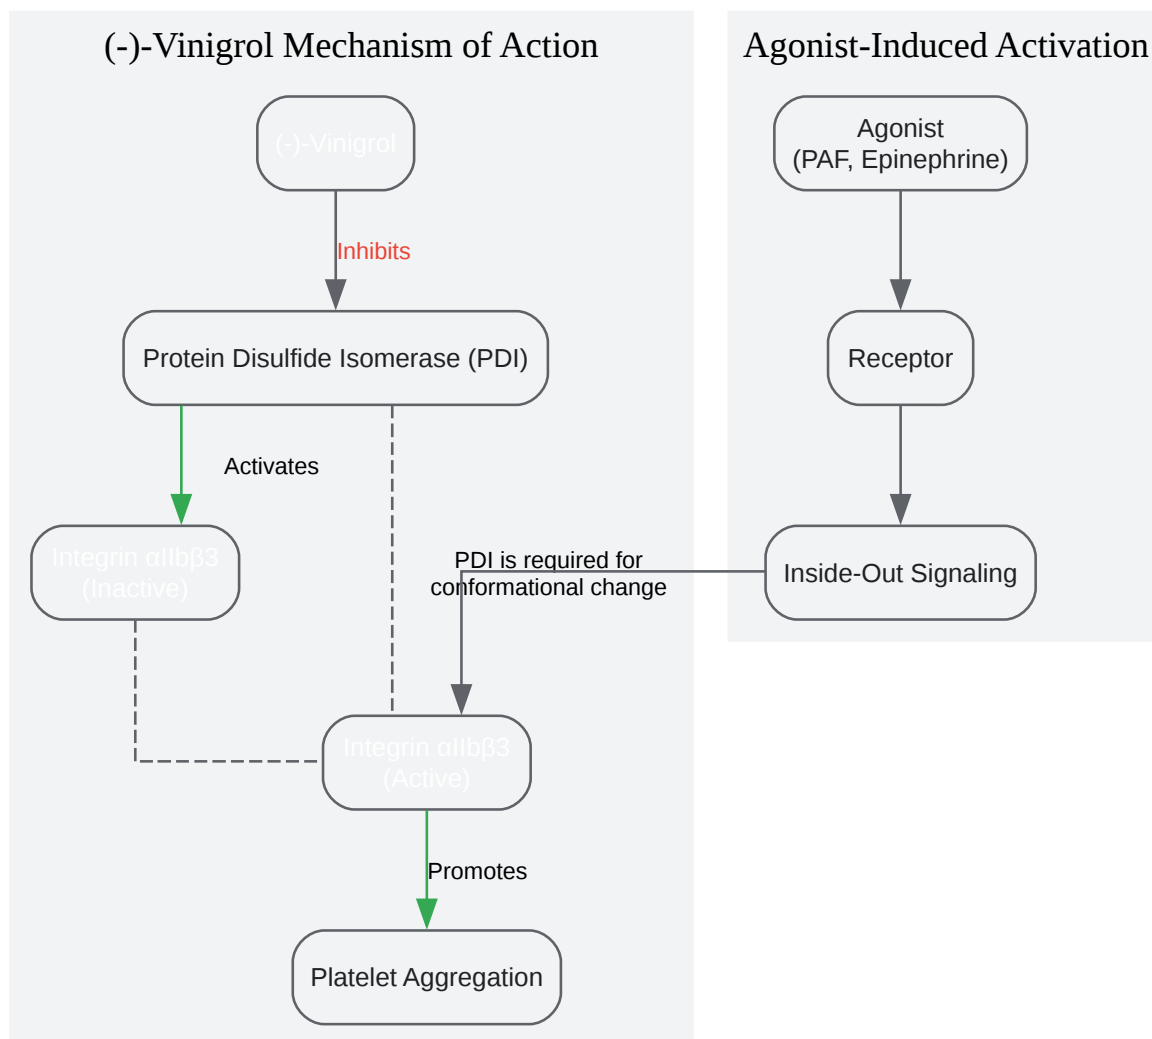 (-)-Vinigrol Mechanism of Action
(-)-Vinigrol
Inhibits
Protein Disulfide Isomerase (PDI)
Activates
Integrin αIIbβ3
(Inactive)
PDI is required for
conformational change
Integrin αIIbβ3
(Active)
Promotes
Platelet Aggregation
Agonist-Induced Activation
Agonist
(PAF, Epinephrine)
Receptor
Inside-Out Signaling